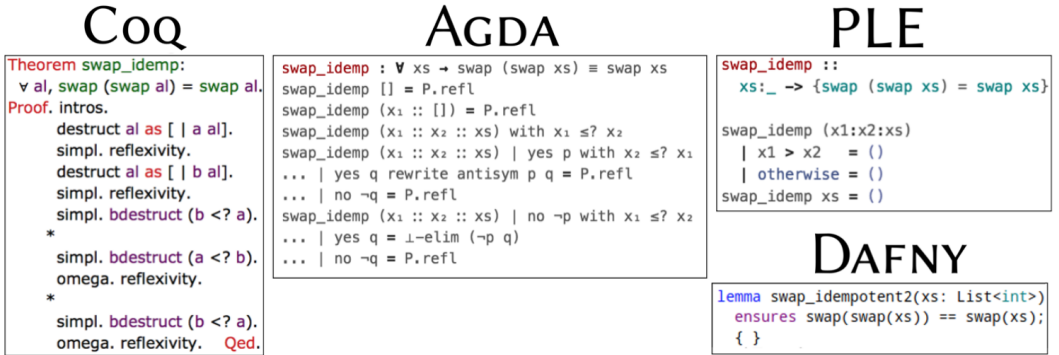 COQ
Theorem swap_idemp:
∀ al, swap (swap al) = swap al.
Proof. intros.
destruct al as [ | a al].
simpl. reflexivity.
destruct al as [ | b al].
simpl. reflexivity.
simpl. bdestruct (b <? a).
*
simpl. bdestruct (a <? b).
omega. reflexivity.
*
simpl. bdestruct (b <? a).
omega. reflexivity. Qed.
AGDA
swap_idemp : ∀ xs → swap (swap xs) ≡ swap xs
swap_idemp [] = P.refl
swap_idemp (x₁ :: []) = P.refl
swap_idemp (x₁ :: x₂ :: xs) with x₁ ≤? x₂
swap_idemp (x₁ :: x₂ :: xs) | yes p with x₂ ≤? x₁
... | yes q rewrite antisym p q = P.refl
... | no ¬q = P.refl
swap_idemp (x₁ :: x₂ :: xs) | no ¬p with x₁ ≤? x₂
... | yes q = ⊥-elim (¬p q)
... | no ¬q = P.refl
PLE
swap_idemp ::
xs:_ -> {swap (swap xs) = swap xs}
swap_idemp (x1:x2:xs)
| x1 > x2 = ()
| otherwise = ()
swap_idemp xs = ()
DAFNY
lemma swap_idempotent2(xs: List<int>)
ensures swap(swap(xs)) == swap(xs);
{ }